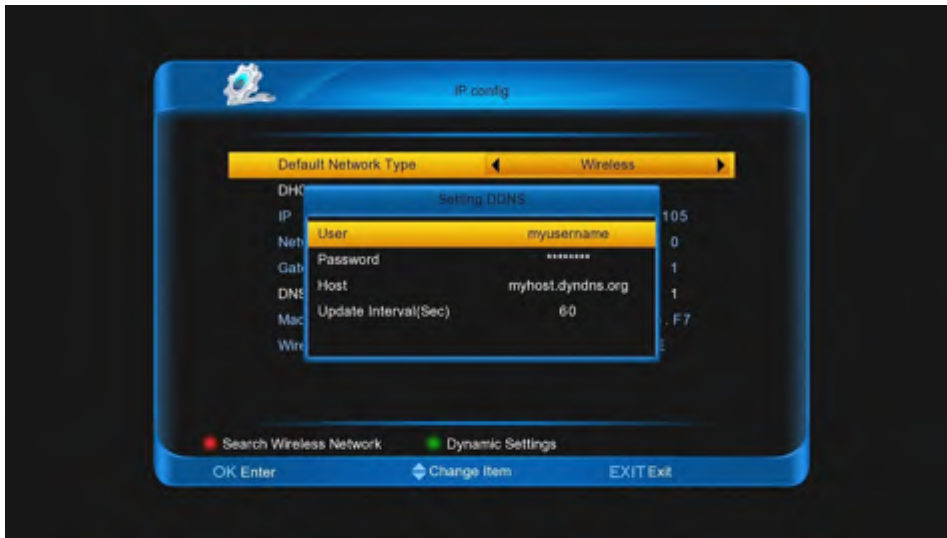 IP config
Default Network Type Wireless
DHC
Setting DDNS
IP 105
User myusername
Net 0
Password ********
Gat 1
Host myhost.dyndns.org
DNS 1
Update Interval(Sec) 60
Mac . F7
Wire E
Search Wireless Network Dynamic Settings
OK Enter Change Item EXIT Exit